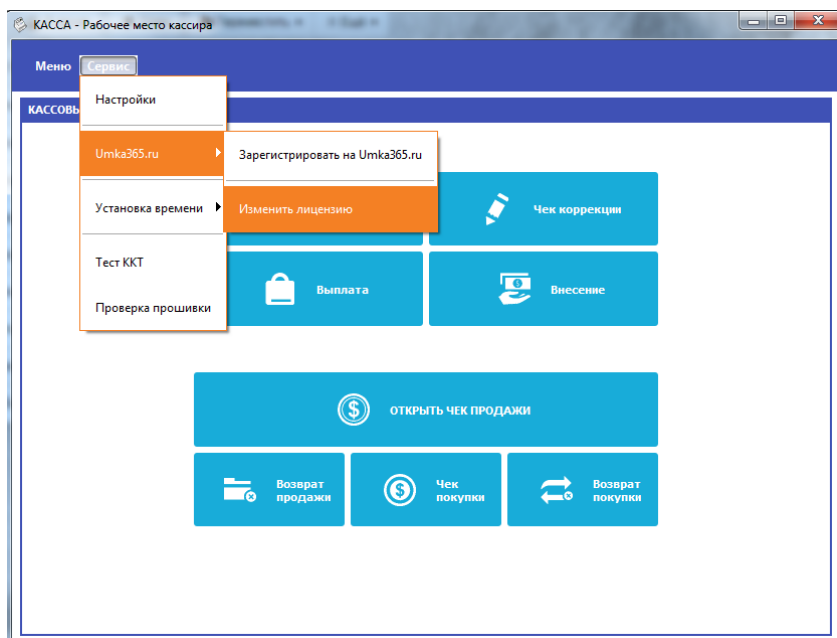 КАССА - Рабочее место кассира
Меню Сервис
КАССОВЫ
Настройки
Umka365.ru
Зарегистрировать на Umka365.ru
Установка времени
Изменить лицензию
Чек коррекции
Тест ККТ
Выплата
Внесение
Проверка прошивки
ОТКРЫТЬ ЧЕК ПРОДАЖИ
Возврат
продажи
Чек
покупки
Возврат
покупки